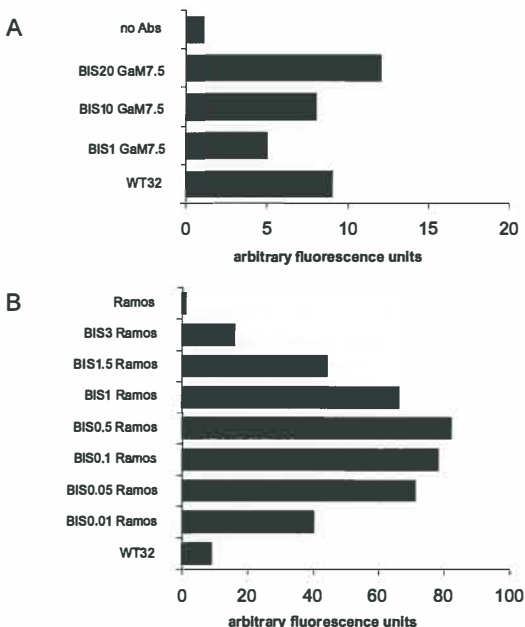 A
no Abs
BIS20 GaM7.5
BIS10 GaM7.5
BIS1 GaM7.5
WT32
0 5 10 15 20
arbitrary fluorescence units
B
Ramos
BIS3 Ramos
BIS1.5 Ramos
BIS1 Ramos
BIS0.5 Ramos
BIS0.1 Ramos
BIS0.05 Ramos
BIS0.01 Ramos
WT32
0 20 40 60 80 100
arbitrary fluorescence units